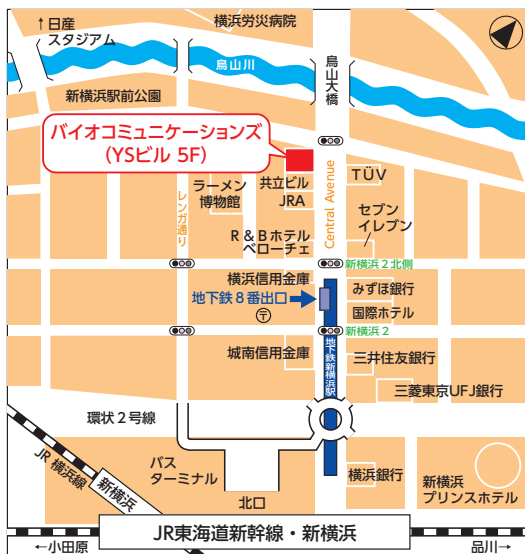 ↑日産
スタジアム
横浜労災病院
鳥山川
鳥山大橋
新横浜駅前公園
バイオコミュニケーションズ
(YSビル 5F)
レンガ通り
ラーメン
博物館
共立ビル
JRA
Central Avenue
TÜV
セブン
イレブン
R&Bホテル
ベローチェ
新横浜2北側
横浜信用金庫
地下鉄8番出口
〒
みずほ銀行
国際ホテル
新横浜2
城南信用金庫
地下鉄新横浜駅
三井住友銀行
三菱東京UFJ銀行
環状2号線
JR 横浜線
新横浜
バス
ターミナル
北口
横浜銀行
新横浜
プリンスホテル
JR東海道新幹線・新横浜
←小田原
品川→